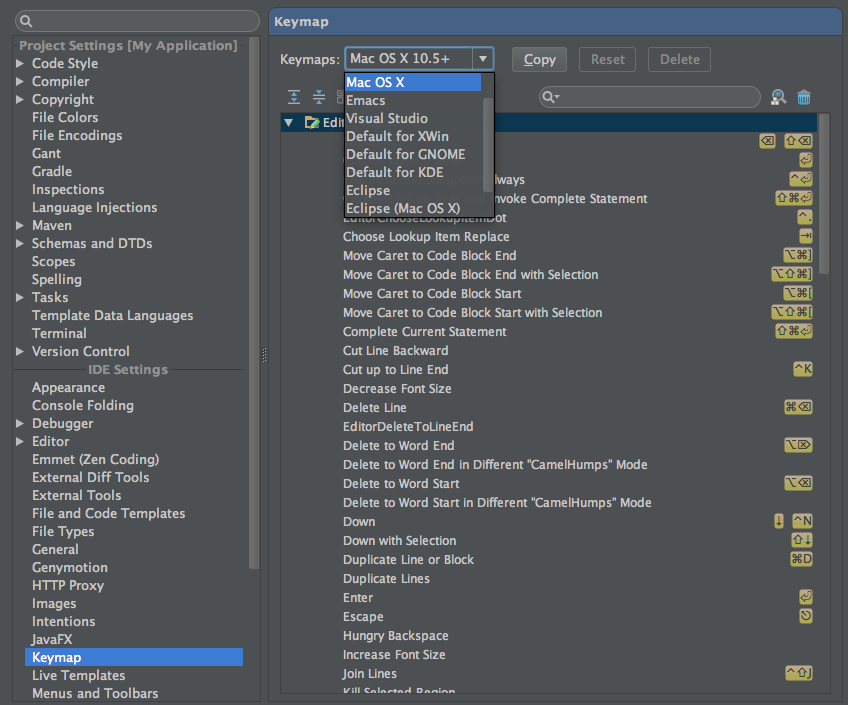 Project Settings [My Application]
Code Style
Compiler
Copyright
File Colors
File Encodings
Gant
Gradle
Inspections
Language Injections
Maven
Schemas and DTDs
Scopes
Spelling
Tasks
Template Data Languages
Terminal
Version Control
IDE Settings
Appearance
Console Folding
Debugger
Editor
Emmet (Zen Coding)
External Diff Tools
External Tools
File and Code Templates
File Types
General
Genymotion
HTTP Proxy
Images
Intentions
JavaFX
Keymap
Live Templates
Menus and Toolbars
Keymap
Keymaps: Mac OS X 10.5+ Copy Reset Delete
Mac OS X
Emacs
Visual Studio
Default for XWin
Default for GNOME
Default for KDE
Eclipse
Eclipse (Mac OS X)
⌫ ⇧⌫
⏎
^⏎
Complete Statement ⇧⌘⏎
EditorChooseLookupItemDot ^.
Choose Lookup Item Replace ⇥
Move Caret to Code Block End ⌥⌘]
Move Caret to Code Block End with Selection ⌥⇧⌘]
Move Caret to Code Block Start ⌥⌘[
Move Caret to Code Block Start with Selection ⌥⇧⌘[
Complete Current Statement ⇧⌘⏎
Cut Line Backward
Cut up to Line End ^K
Decrease Font Size
Delete Line ⌘⌫
EditorDeleteToLineEnd
Delete to Word End ⌥⌦
Delete to Word End in Different "CamelHumps" Mode
Delete to Word Start ⌥⌫
Delete to Word Start in Different "CamelHumps" Mode
Down ↓ ^N
Down with Selection ⇧↓
Duplicate Line or Block ⌘D
Duplicate Lines
Enter ⏎
Escape ⎋
Hungry Backspace
Increase Font Size
Join Lines ^⇧J
Kill Selected Region